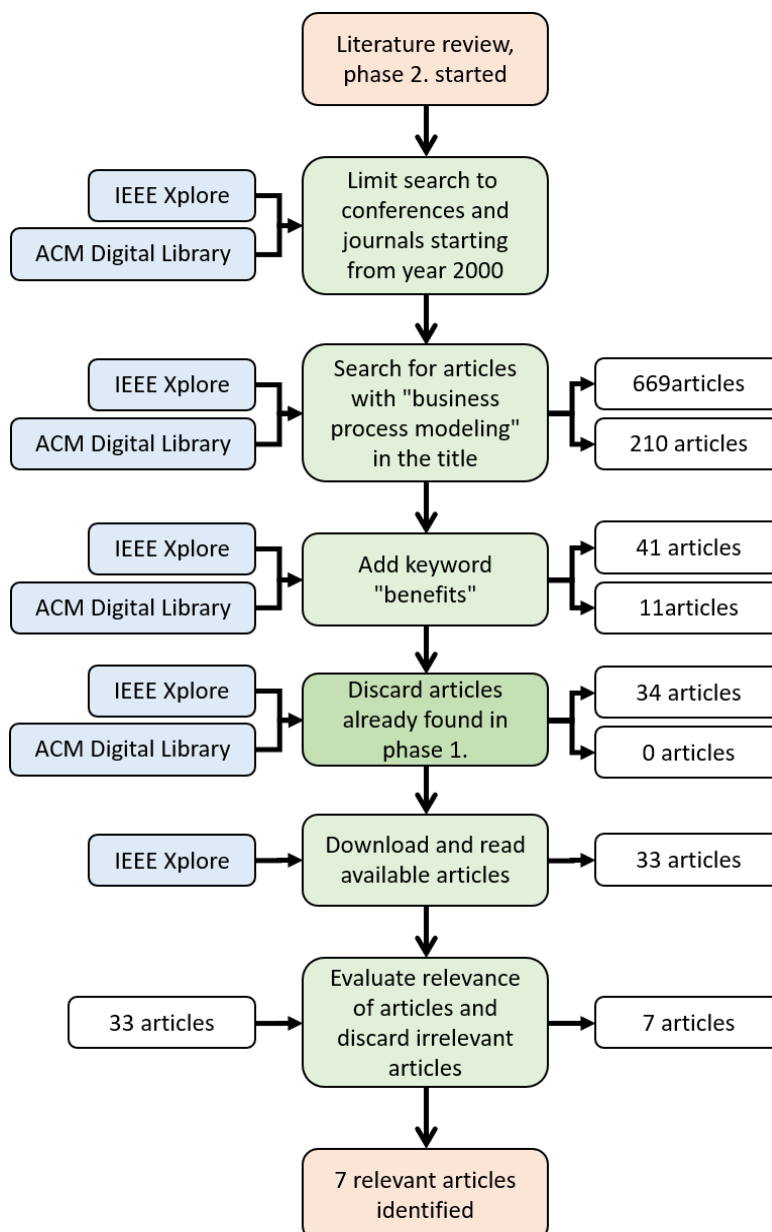 Literature review,
phase 2. started
IEEE Xplore
ACM Digital Library
Limit search to
conferences and
journals starting
from year 2000
IEEE Xplore
ACM Digital Library
Search for articles
with "business
process modeling"
in the title
669articles
210 articles
IEEE Xplore
ACM Digital Library
Add keyword
"benefits"
41 articles
11articles
IEEE Xplore
ACM Digital Library
Discard articles
already found in
phase 1.
34 articles
0 articles
IEEE Xplore
Download and read
available articles
33 articles
33 articles
Evaluate relevance
of articles and
discard irrelevant
articles
7 articles
7 relevant articles
identified